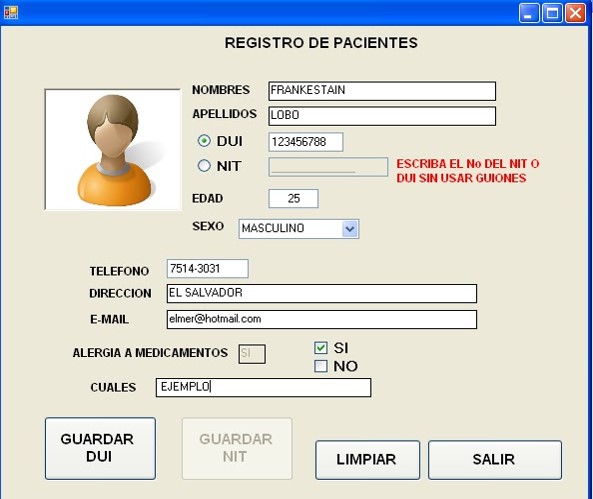 REGISTRO DE PACIENTES
NOMBRES FRANKESTAIN
APELLIDOS LOBO
DUI 123456788
NIT ESCRIBA EL No DEL NIT O
DUI SIN USAR GUIONES
EDAD 25
SEXO MASCULINO
TELEFONO 7514-3031
DIRECCION EL SALVADOR
E-MAIL elmer@hotmail.com
ALERGIA A MEDICAMENTOS SI SI
NO
CUALES EJEMPLO
GUARDAR DUI GUARDAR NIT LIMPIAR SALIR